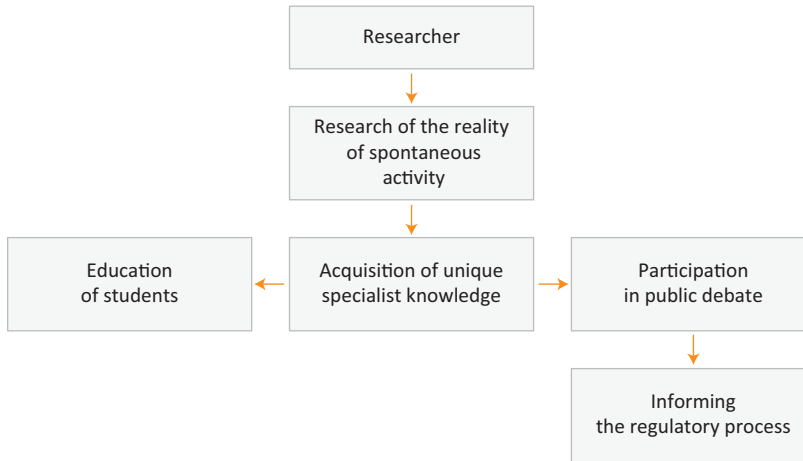 Researcher
Research of the reality
of spontaneous
activity
Education
of students
Acquisition of unique
specialist knowledge
Participation
in public debate
Informing
the regulatory process